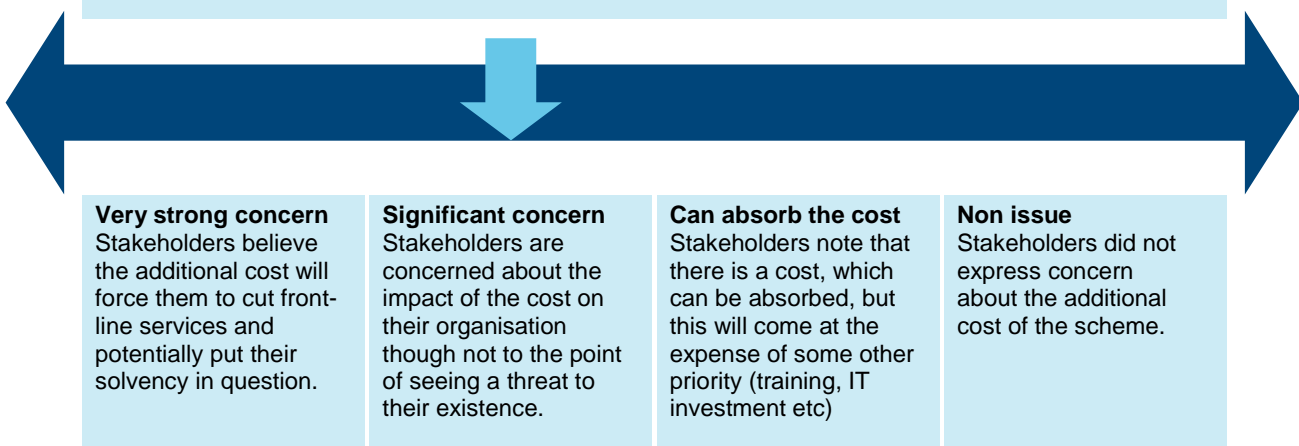 Very strong concern
Stakeholders believe
the additional cost will
force them to cut front-
line services and
potentially put their
solvency in question.
Significant concern
Stakeholders are
concerned about the
impact of the cost on
their organisation
though not to the point
of seeing a threat to
their existence.
Can absorb the cost
Stakeholders note that
there is a cost, which
can be absorbed, but
this will come at the
expense of some other
priority (training, IT
investment etc)
Non issue
Stakeholders did not
express concern
about the additional
cost of the scheme.